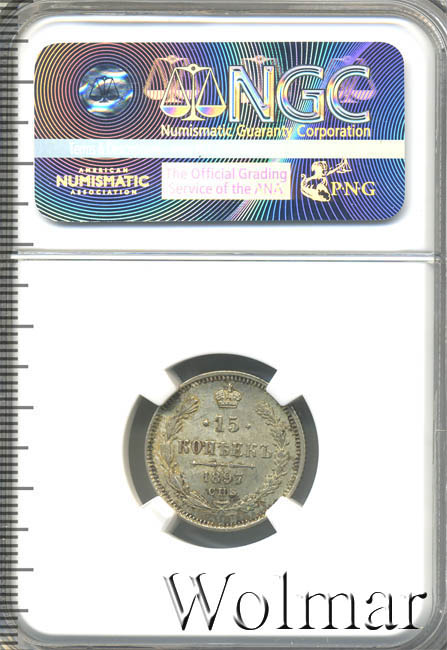 NGC
Numismatic Guaranty Corporation
AMERICAN
NUMISMATIC
ASSOCIATION
The Official Grading
Service of the ANA
PNG
· 15 ·
КОПѢЕКЪ
1897
СПБ
Wolmar